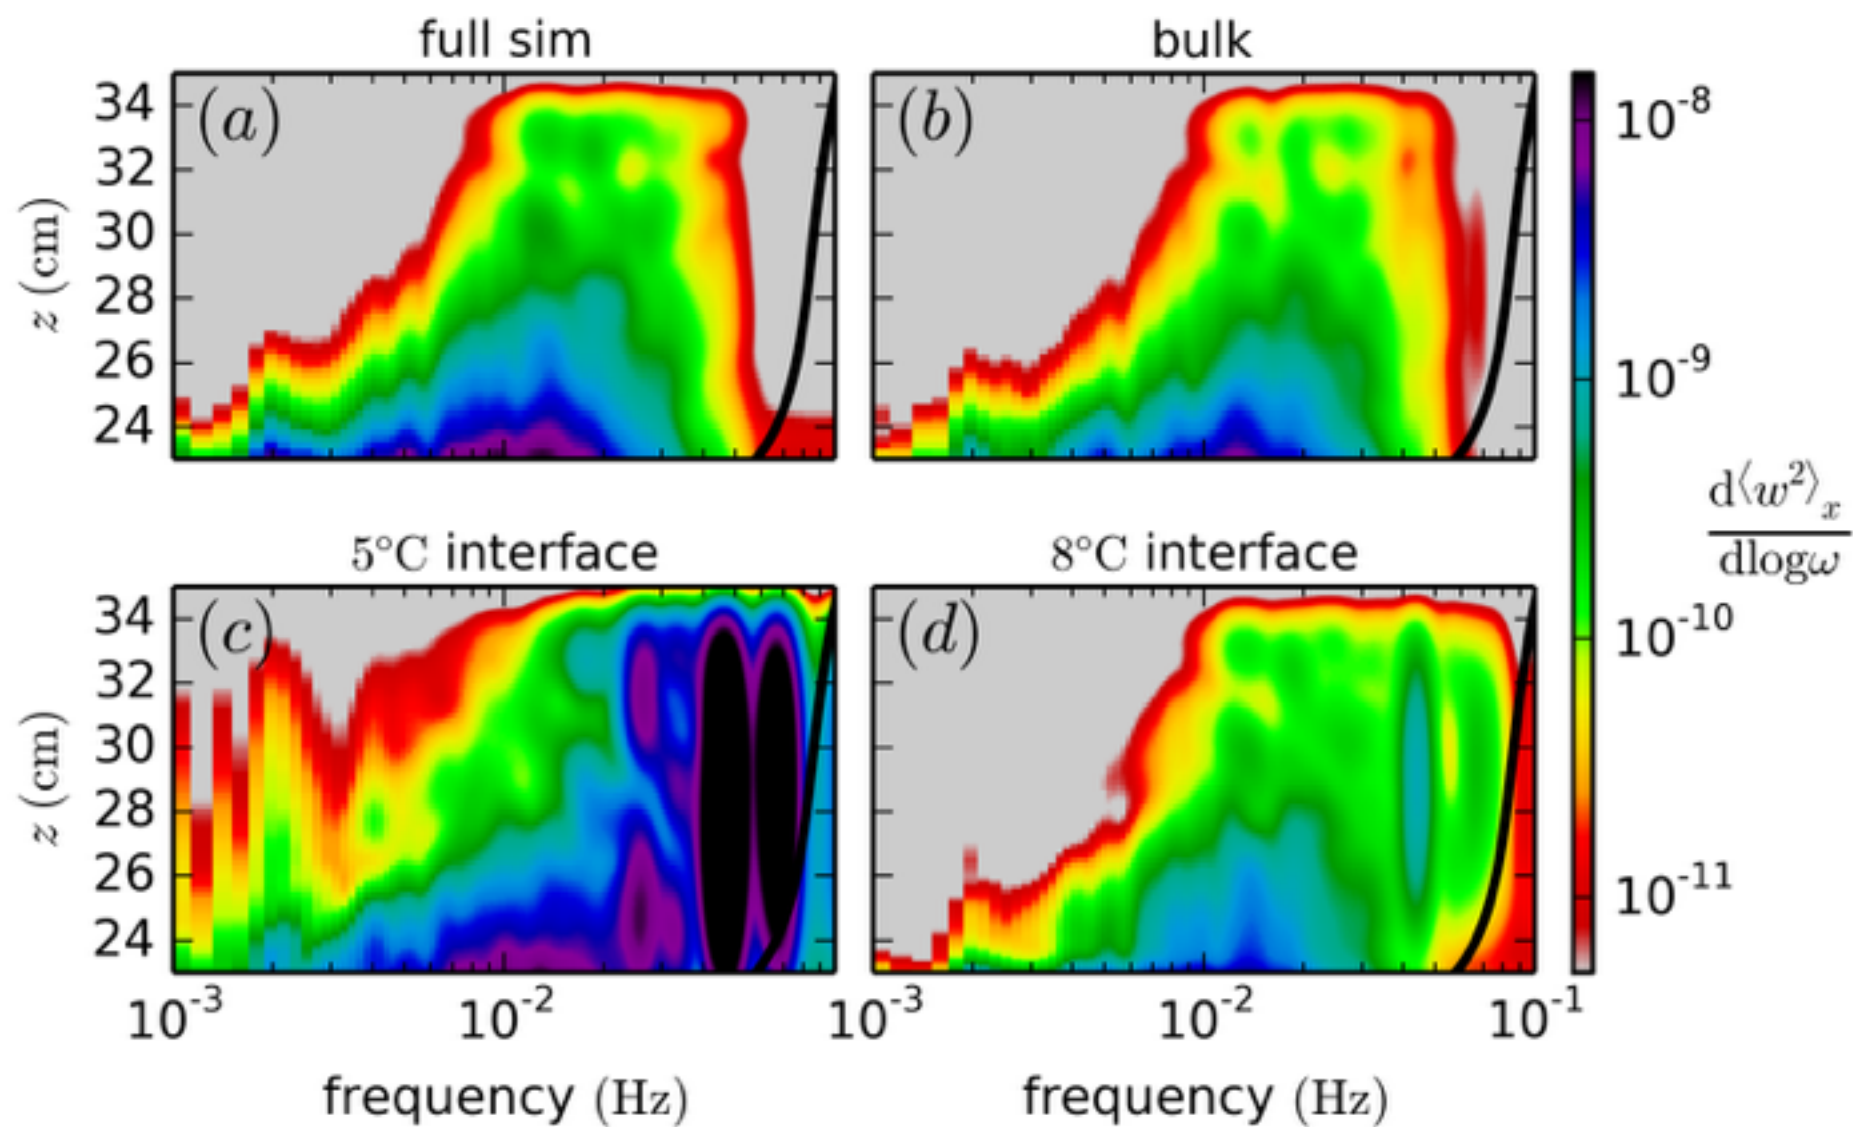 full sim
bulk
(a)
(b)
34
32
30
28
26
24
z (cm)
10^-8
10^-9
10^-10
10^-11
d⟨w²⟩ₓ
dlogω
5°C interface
8°C interface
(c)
(d)
34
32
30
28
26
24
z (cm)
10^-3
10^-2
10^-3
10^-2
10^-1
frequency (Hz)
frequency (Hz)